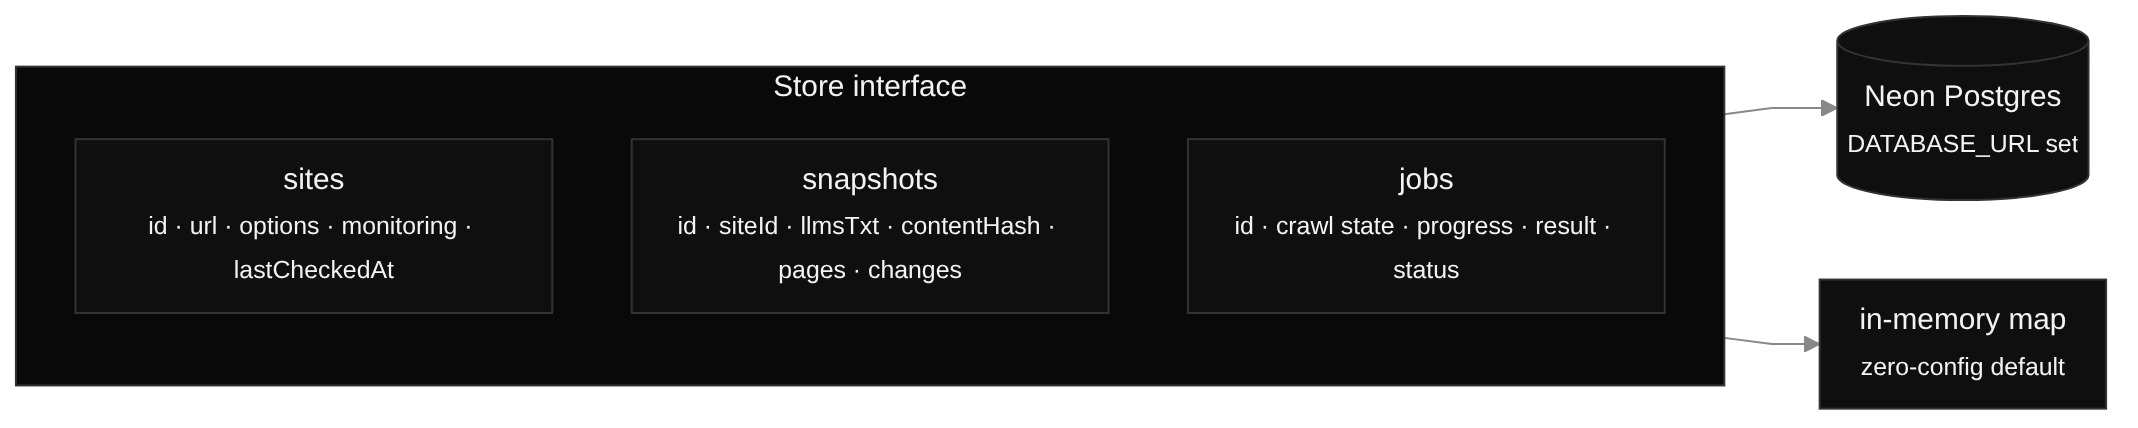 Store interface
sites
id · url · options · monitoring ·
lastCheckedAt
snapshots
id · siteId · llmsTxt · contentHash ·
pages · changes
jobs
id · crawl state · progress · result ·
status
Neon Postgres
DATABASE_URL set
in-memory map
zero-config default